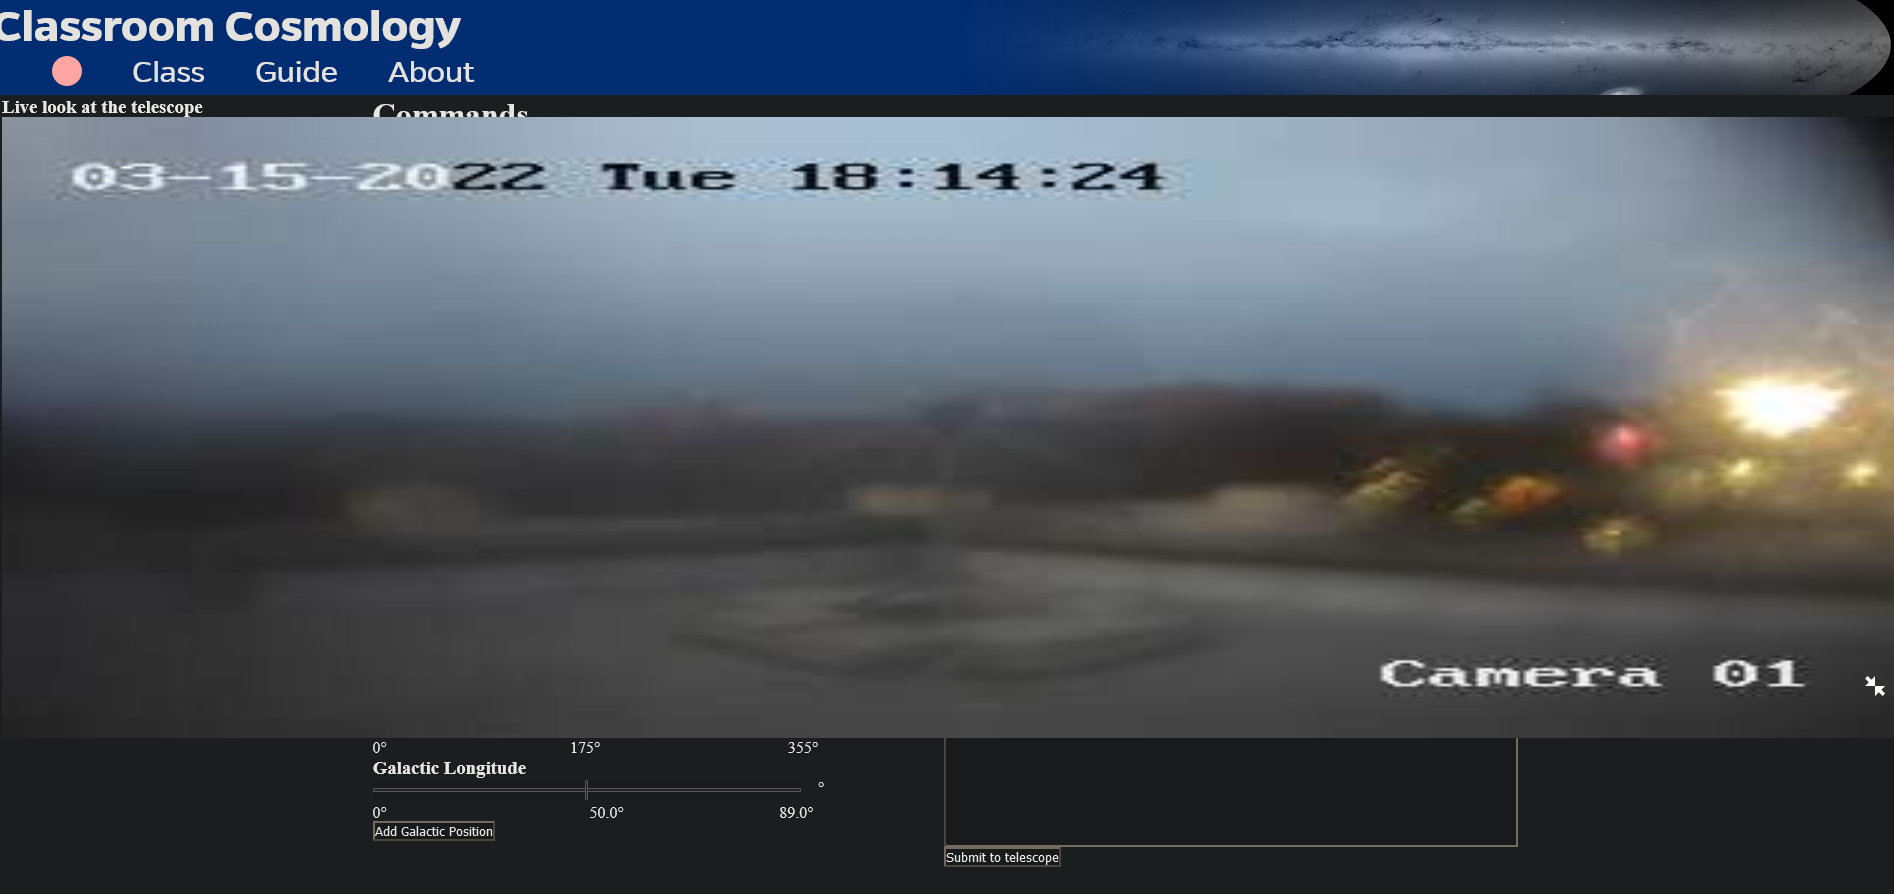 Classroom Cosmology
Class Guide About
Live look at the telescope
Commands
03-15-2022 Tue 18:14:24
Camera 01
0° 175° 355°
Galactic Longitude
°
0° 50.0° 89.0°
Add Galactic Position
Submit to telescope